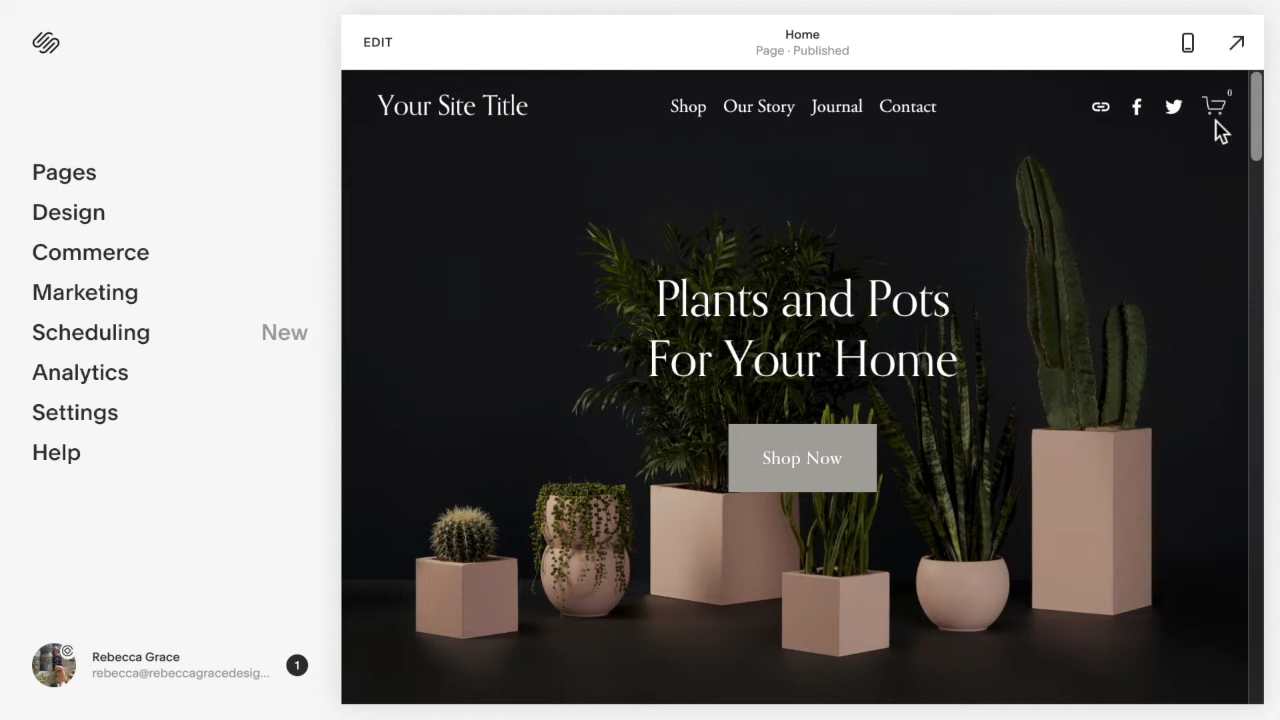 EDIT
Home
Page · Published
Your Site Title
Shop
Our Story
Journal
Contact
0
Pages
Design
Commerce
Marketing
Scheduling New
Analytics
Settings
Help
Plants and Pots
For Your Home
Shop Now
Rebecca Grace
rebecca@rebeccagracedesig...
1